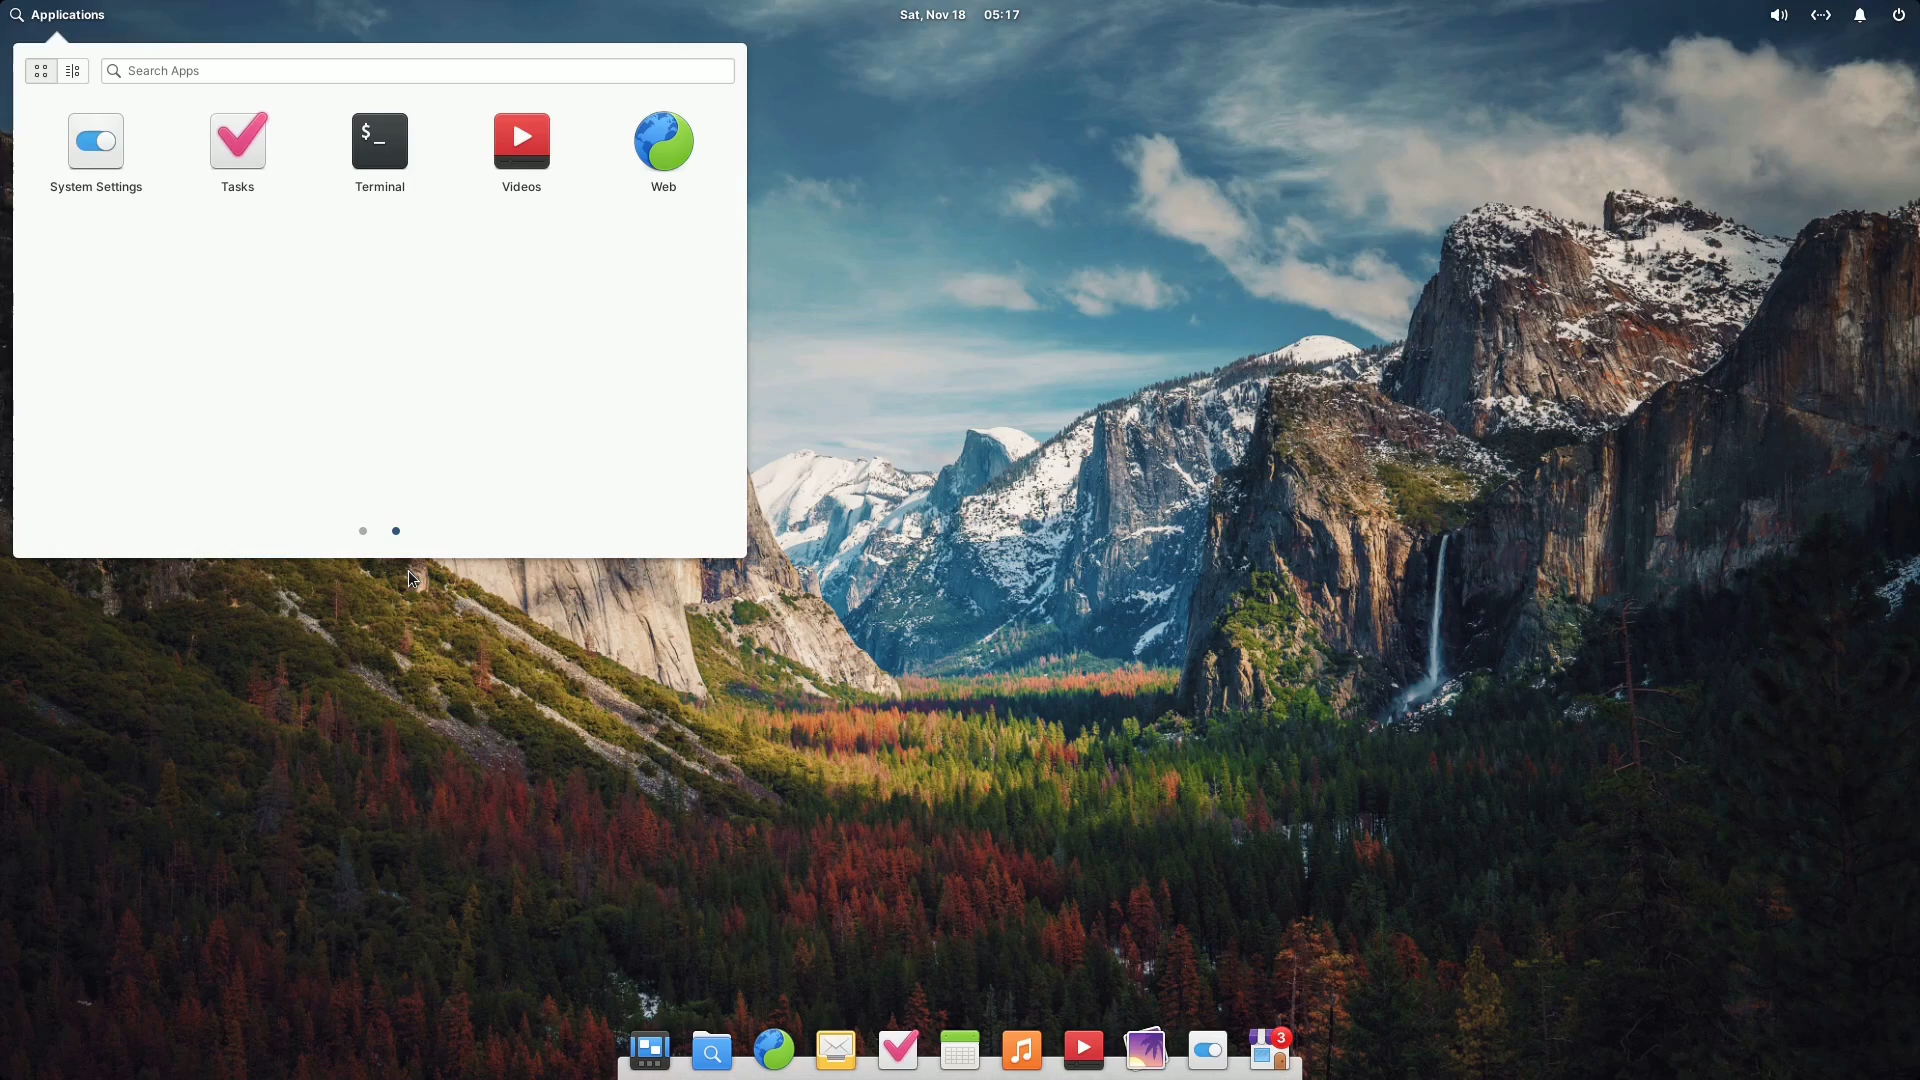 Applications
Sat, Nov 18 05:17
Search Apps
$_
System Settings
Tasks
Terminal
Videos
Web
3